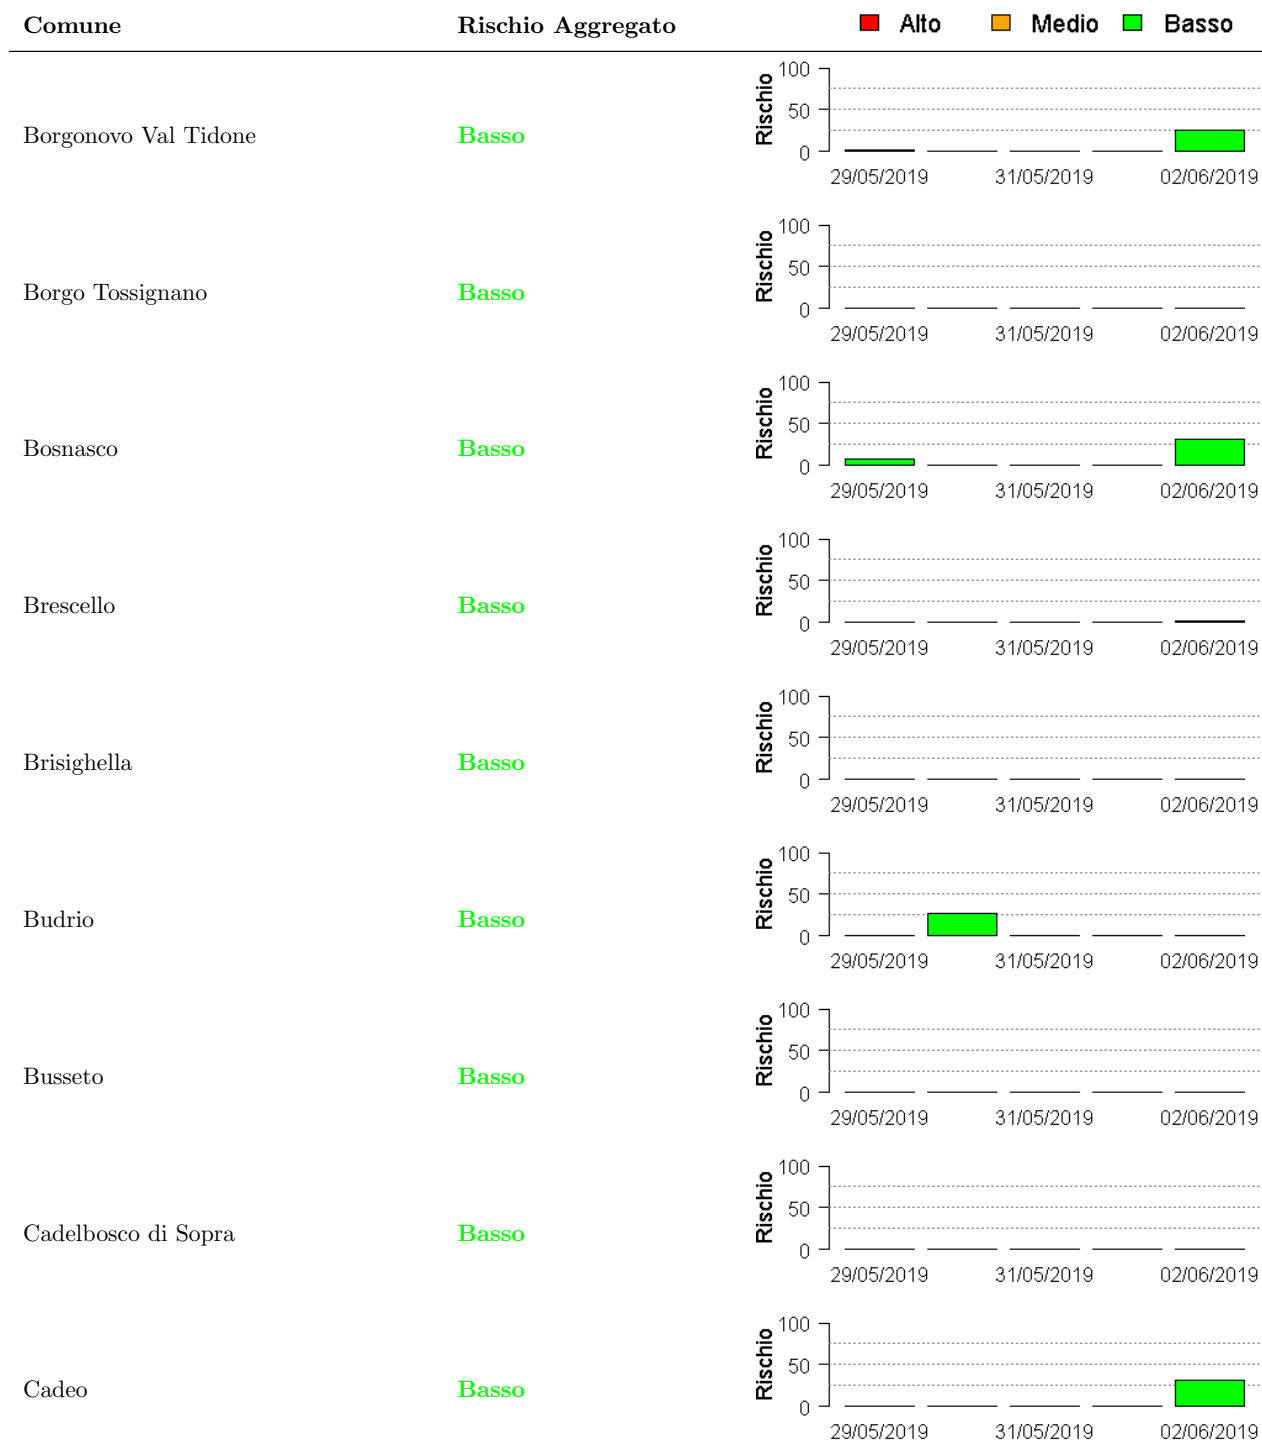 Comune Rischio Aggregato Alto Medio Basso
Borgonovo Val Tidone Basso
Rischio
100
50
0
29/05/2019 31/05/2019 02/06/2019
Borgo Tossignano Basso
Rischio
100
50
0
29/05/2019 31/05/2019 02/06/2019
Bosnasco Basso
Rischio
100
50
0
29/05/2019 31/05/2019 02/06/2019
Brescello Basso
Rischio
100
50
0
29/05/2019 31/05/2019 02/06/2019
Brisighella Basso
Rischio
100
50
0
29/05/2019 31/05/2019 02/06/2019
Budrio Basso
Rischio
100
50
0
29/05/2019 31/05/2019 02/06/2019
Busseto Basso
Rischio
100
50
0
29/05/2019 31/05/2019 02/06/2019
Cadelbosco di Sopra Basso
Rischio
100
50
0
29/05/2019 31/05/2019 02/06/2019
Cadeo Basso
Rischio
100
50
0
29/05/2019 31/05/2019 02/06/2019